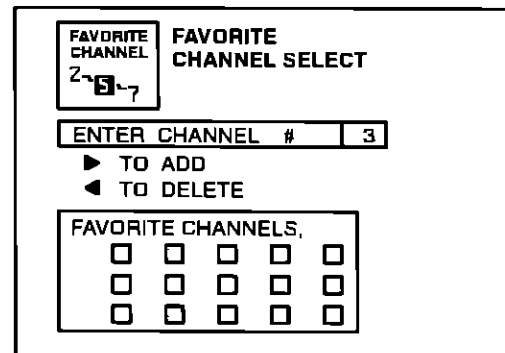 FAVORITE
CHANNEL
2 5 7
FAVORITE
CHANNEL SELECT
ENTER CHANNEL # 3
▶ TO ADD
◀ TO DELETE
FAVORITE CHANNELS,